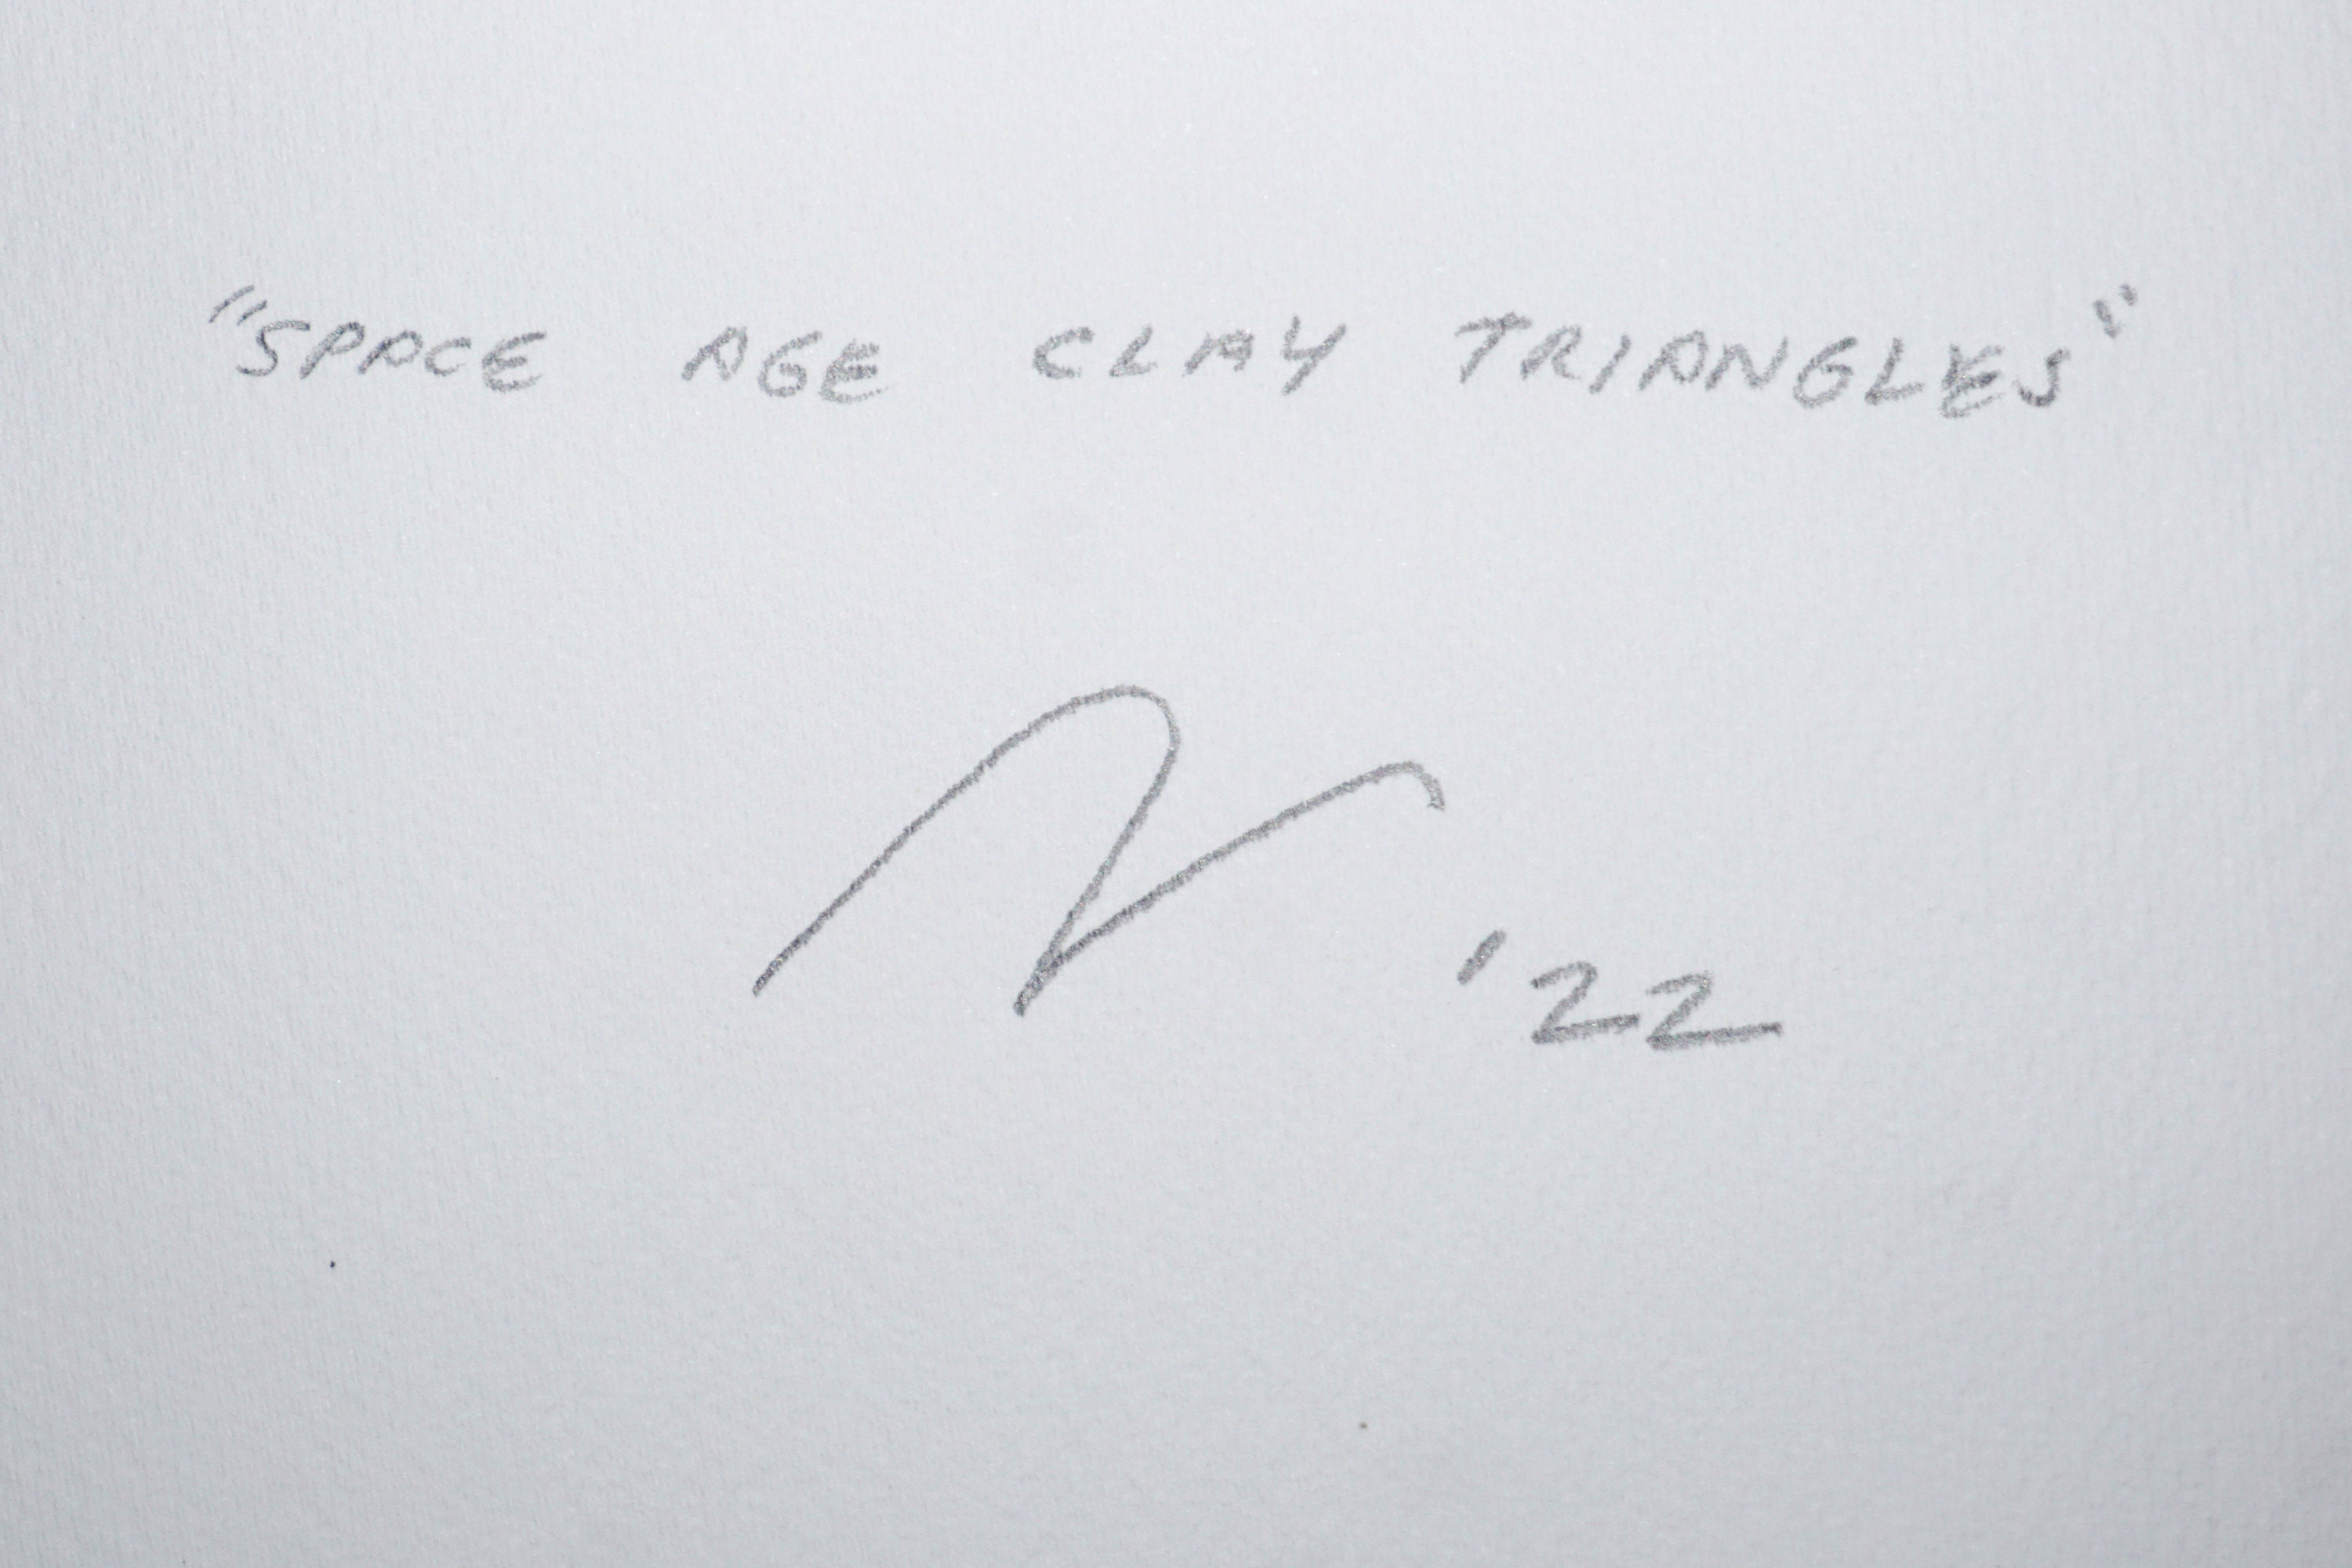 "SPACE AGE CLAY TRIANGLES"
'22